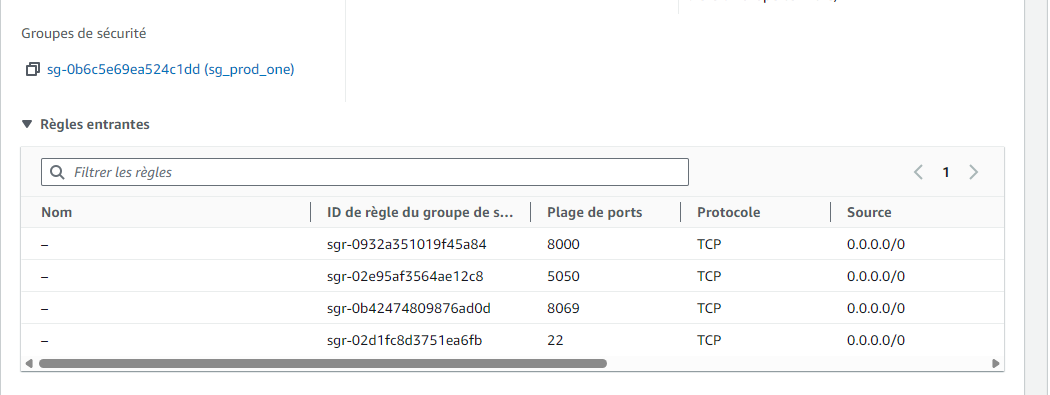 Groupes de sécurité
sg-0b6c5e69ea524c1dd (sg_prod_one)
Règles entrantes
Filtrer les règles
1
Nom ID de règle du groupe de s... Plage de ports Protocole Source
– sgr-0932a351019f45a84 8000 TCP 0.0.0.0/0
– sgr-02e95af3564ae12c8 5050 TCP 0.0.0.0/0
– sgr-0b42474809876ad0d 8069 TCP 0.0.0.0/0
– sgr-02d1fc8d3751ea6fb 22 TCP 0.0.0.0/0